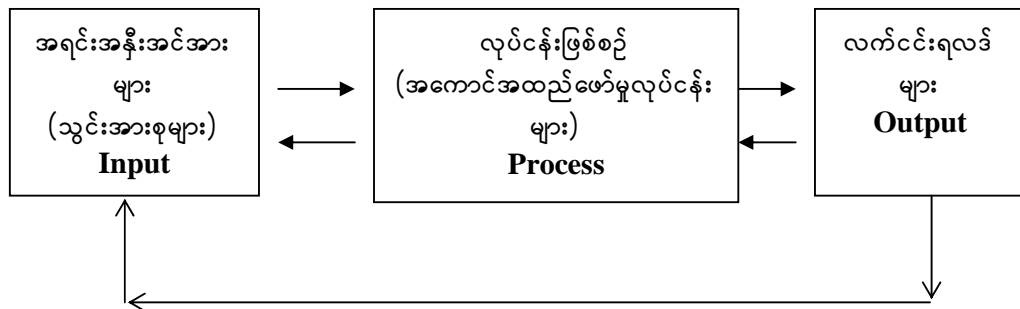 အရင်းအနှီးအင်အား
များ
(သွင်းအားစုများ)
Input
လုပ်ငန်းဖြစ်စဉ်
(အကောင်အထည်ဖော်မှုလုပ်ငန်း
များ)
Process
လက်ငင်းရလဒ်
များ
Output